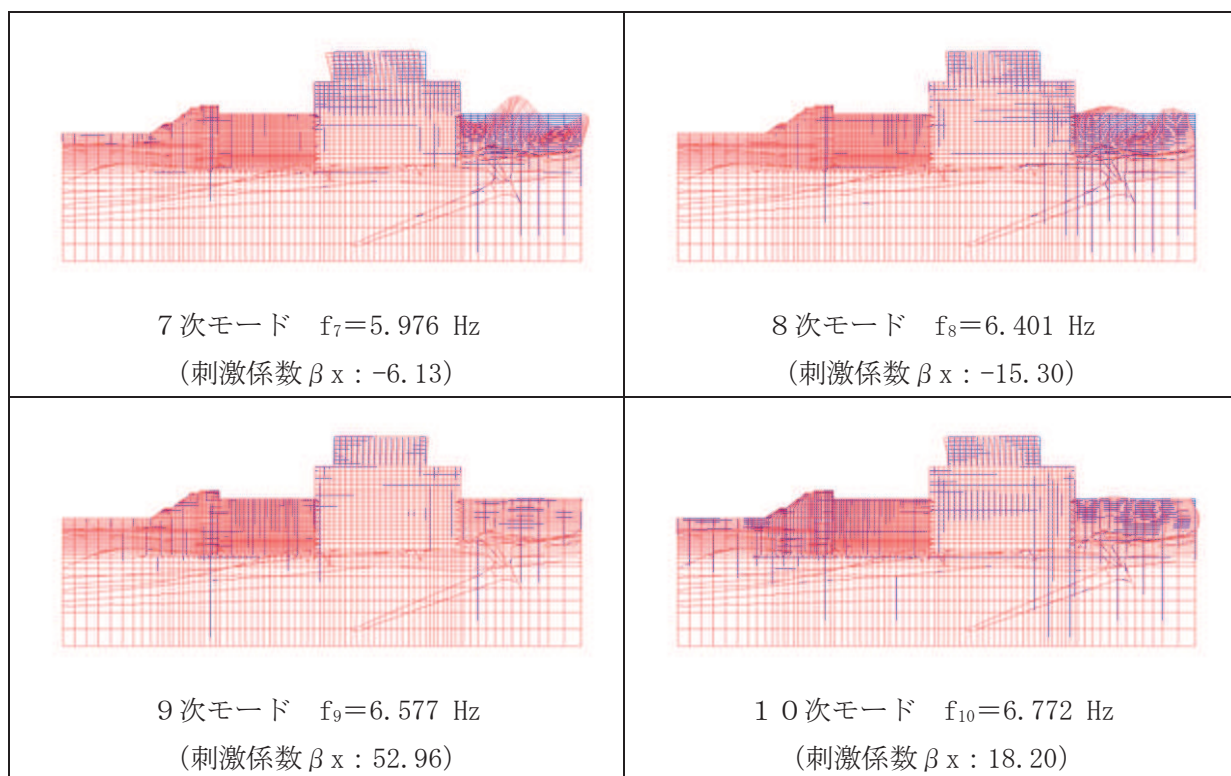 7次モード f₇=5.976 Hz
(刺激係数βx:-6.13)
8次モード f₈=6.401 Hz
(刺激係数βx:-15.30)
9次モード f₉=6.577 Hz
(刺激係数βx:52.96)
10次モード f₁₀=6.772 Hz
(刺激係数βx:18.20)